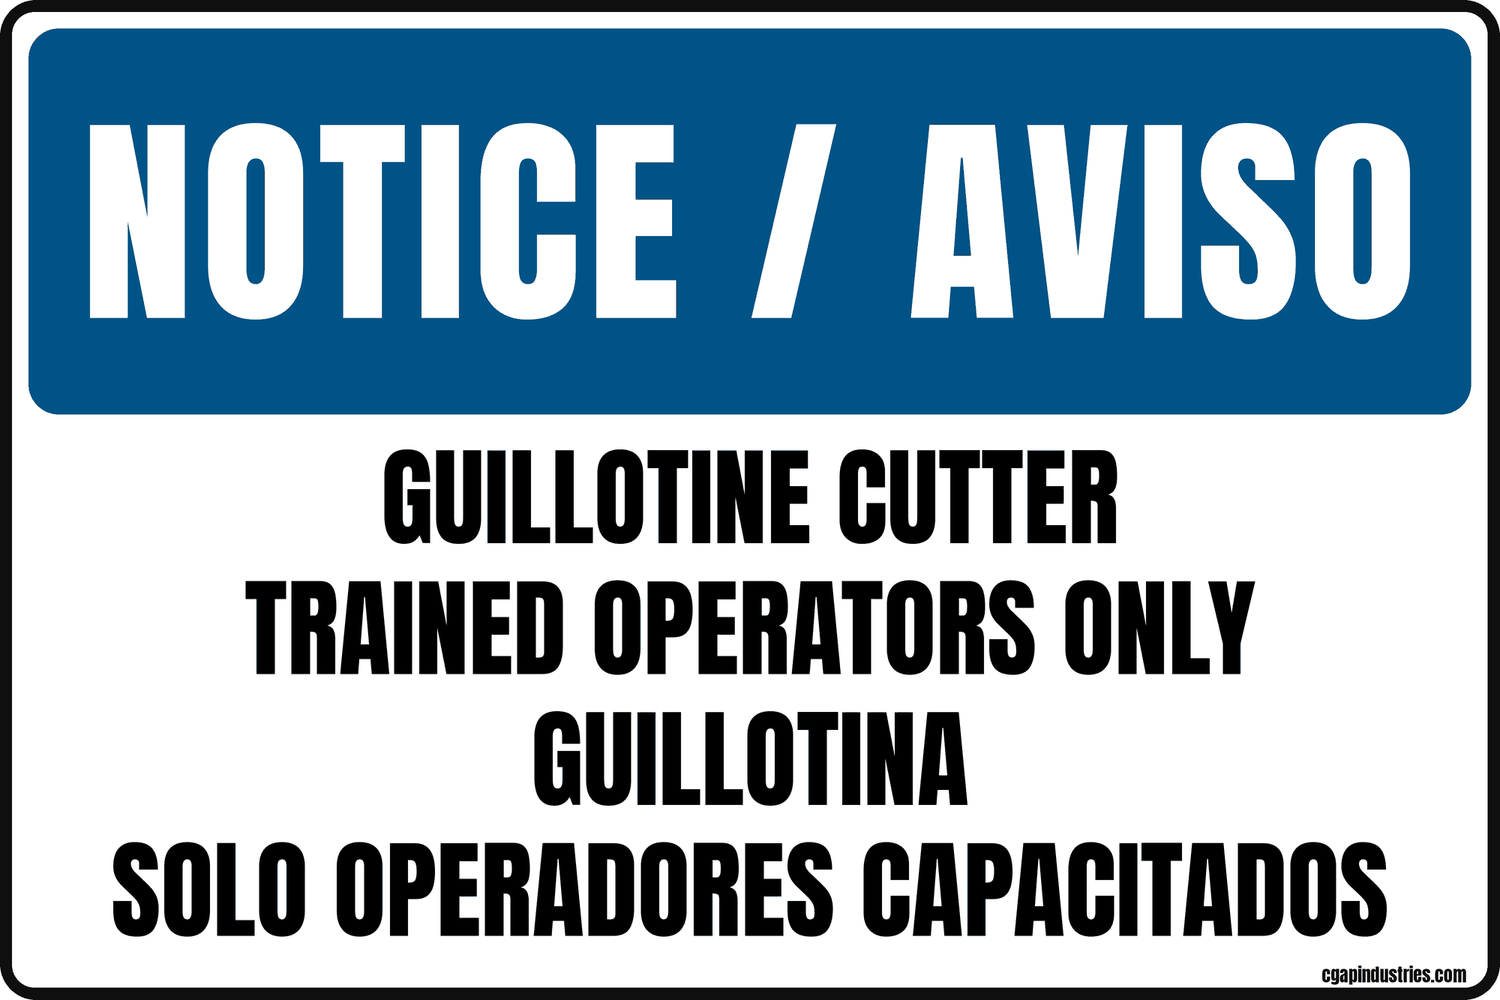 NOTICE / AVISO
GUILLOTINE CUTTER
TRAINED OPERATORS ONLY
GUILLOTINA
SOLO OPERADORES CAPACITADOS
cgapindustries.com